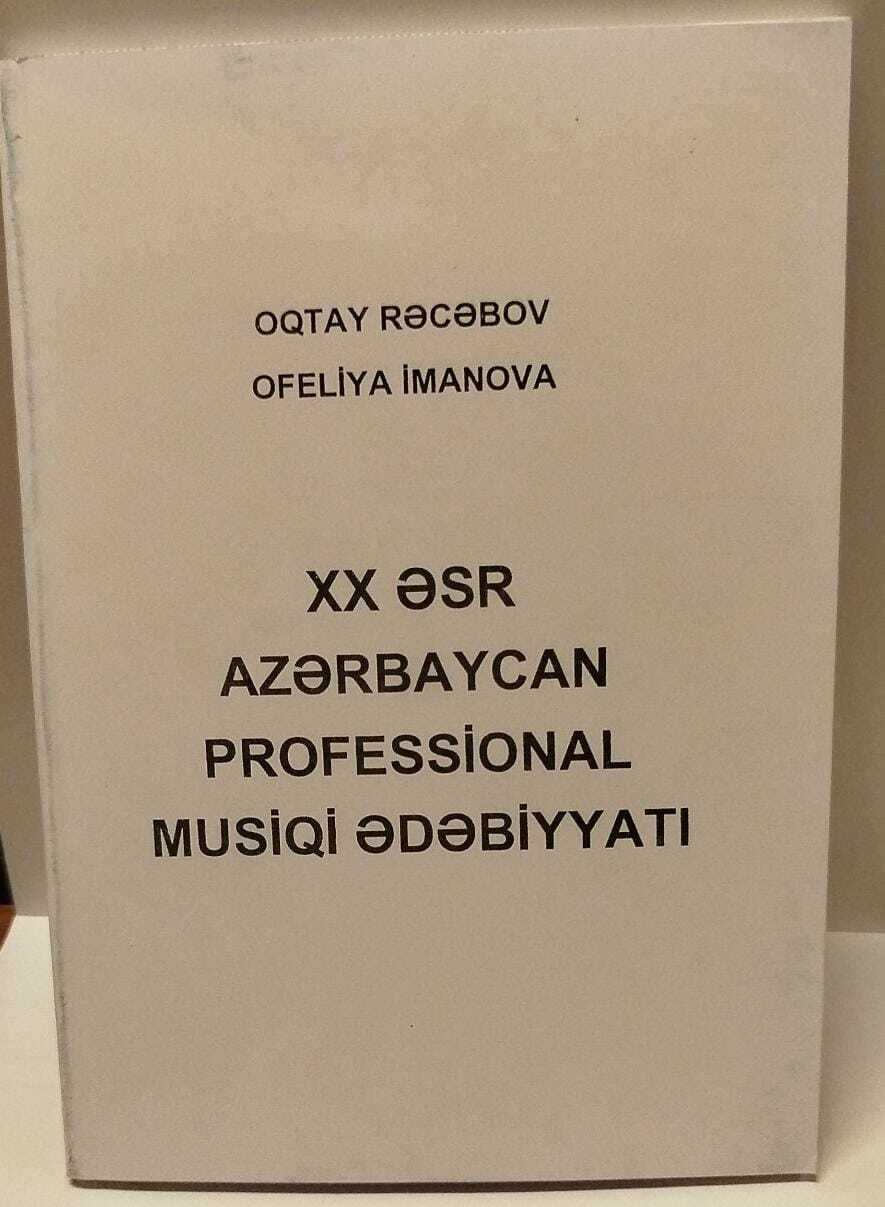 OQTAY RƏCƏBOV
OFELİYA İMANOVA
XX ƏSR
AZƏRBAYCAN
PROFESSİONAL
MUSİQİ ƏDƏBİYYATI